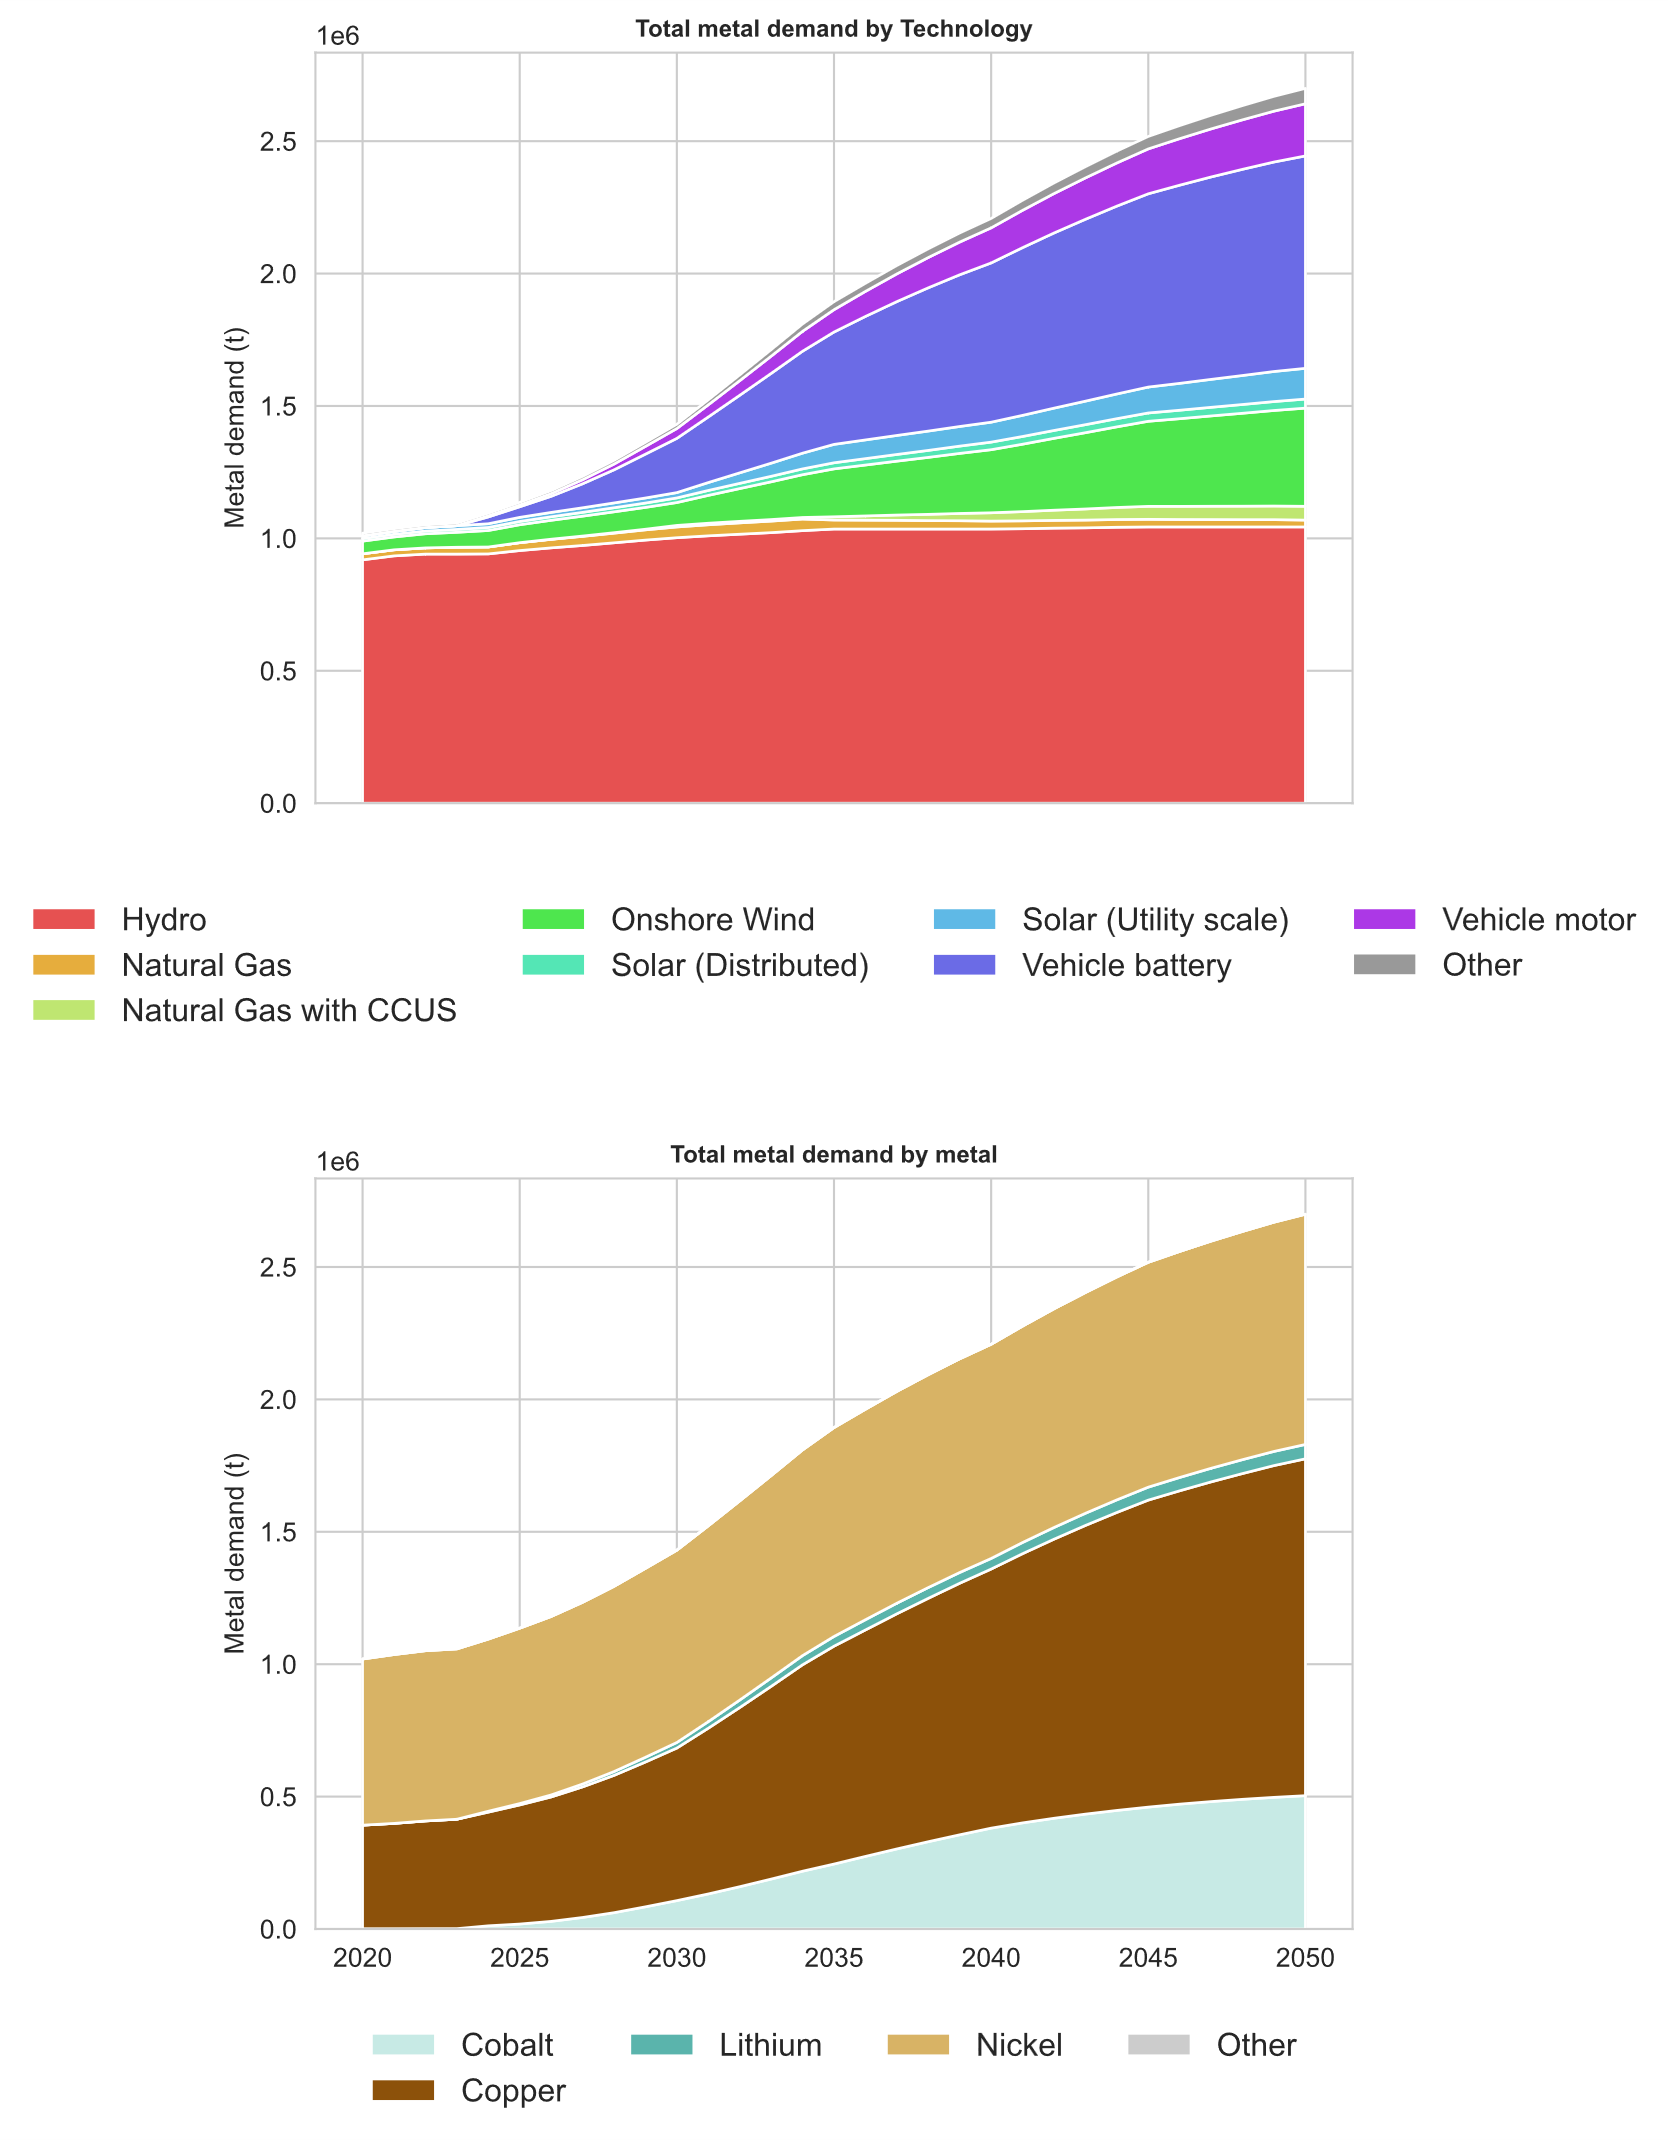 Total metal demand by Technology
1e6
2.5
2.0
1.5
1.0
0.5
0.0
Metal demand (t)
Hydro
Natural Gas
Natural Gas with CCUS
Onshore Wind
Solar (Distributed)
Solar (Utility scale)
Vehicle battery
Vehicle motor
Other
Total metal demand by metal
1e6
2.5
2.0
1.5
1.0
0.5
0.0
Metal demand (t)
2020 2025 2030 2035 2040 2045 2050
Cobalt
Copper
Lithium
Nickel
Other